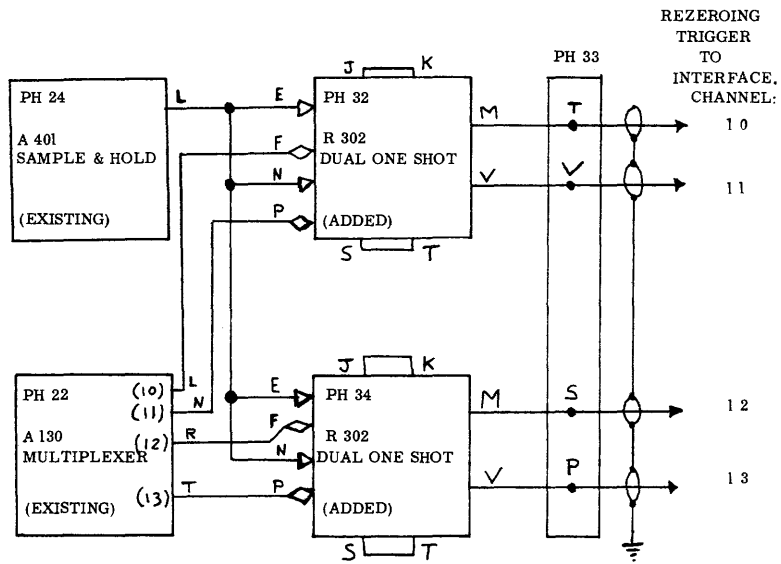 REZEROING
TRIGGER
TO
INTERFACE,
CHANNEL:
PH 33
J K
PH 24
L
E
PH 32
M
T
10
A 401
SAMPLE & HOLD
F
R 302
DUAL ONE SHOT
N
V
V
11
(EXISTING)
P
(ADDED)
S T
J K
PH 22
(10) L
(11) N
E
PH 34
M
S
12
A 130
MULTIPLEXER
(12) R
F
R 302
DUAL ONE SHOT
N
V
P
13
(EXISTING)
(13) T
P
(ADDED)
S T